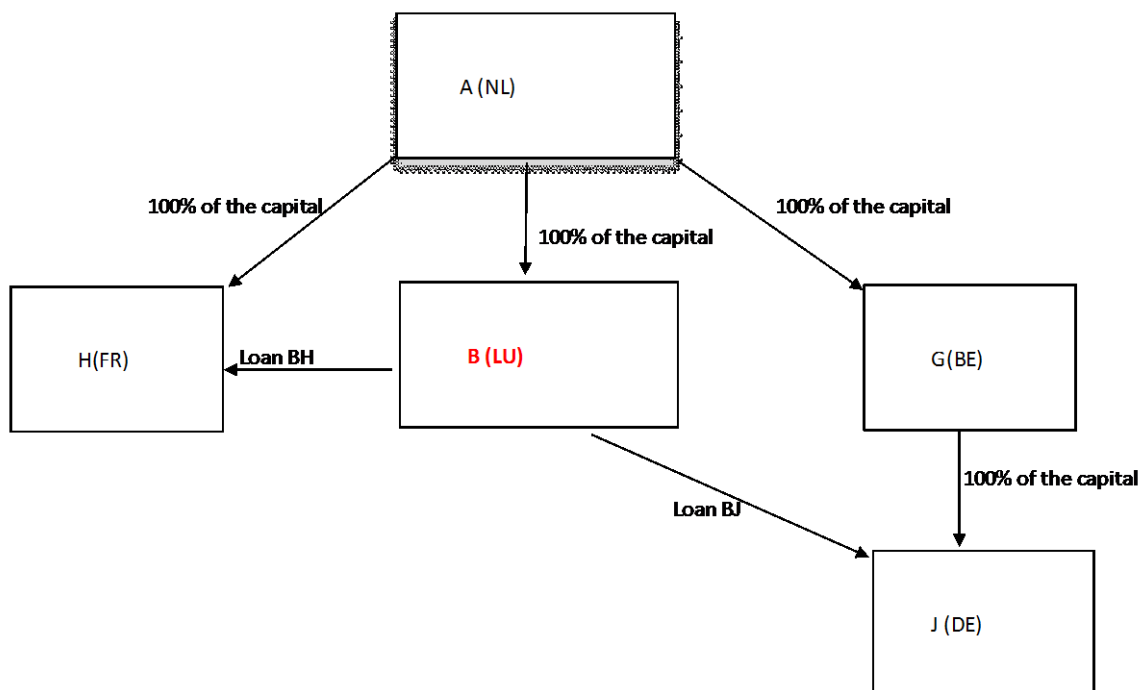 A (NL)
100% of the capital
100% of the capital
100% of the capital
H(FR)
Loan BH
B (LU)
G(BE)
100% of the capital
Loan BJ
J (DE)